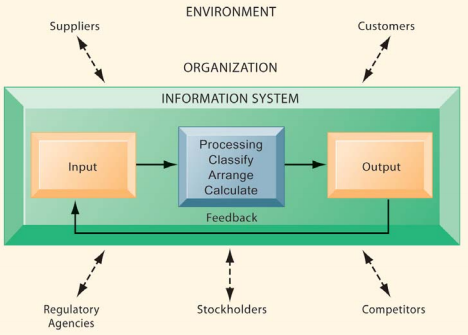 ENVIRONMENT
Suppliers
Customers
ORGANIZATION
INFORMATION SYSTEM
Input
Processing
Classify
Arrange
Calculate
Output
Feedback
Regulatory
Agencies
Stockholders
Competitors